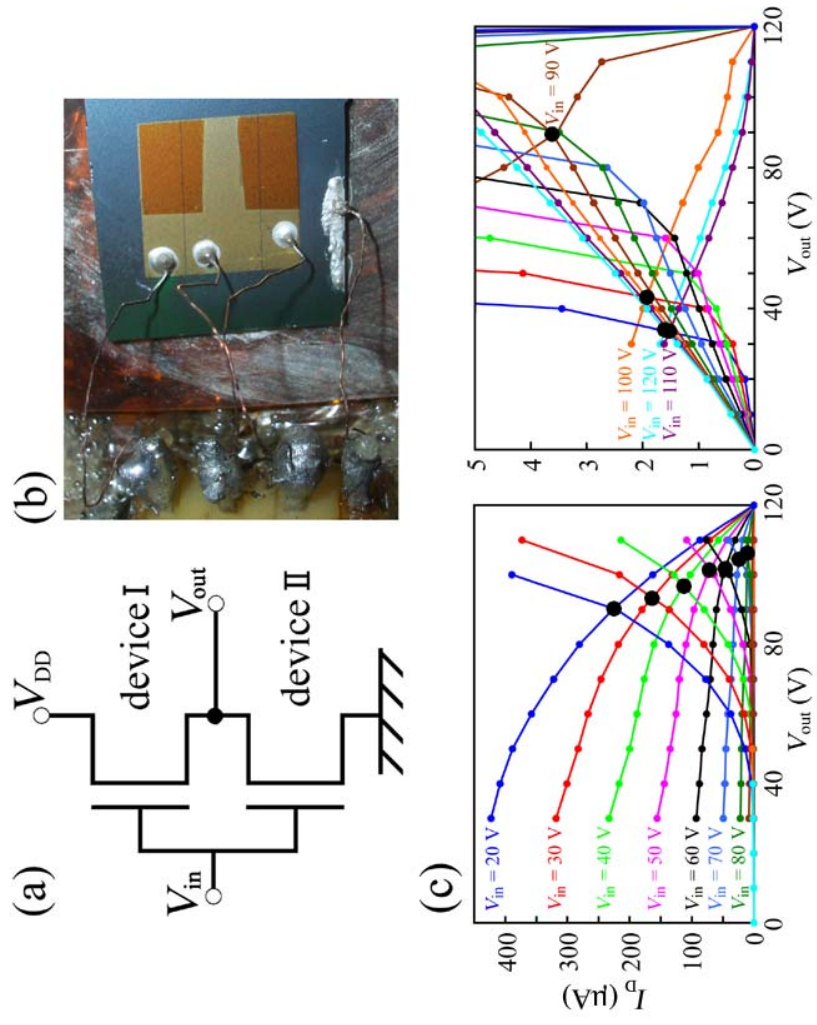 (a)
V_DD
device I
V_in
V_out
device II
(b)
(c)
400
300
200
100
0
I_D (μA)
V_in = 20 V
V_in = 30 V
V_in = 40 V
V_in = 50 V
V_in = 60 V
V_in = 70 V
V_in = 80 V
0 40 80 120
V_out (V)
5
4
3
2
1
0
V_in = 90 V
V_in = 100 V
V_in = 120 V
V_in = 110 V
0 40 80 120
V_out (V)